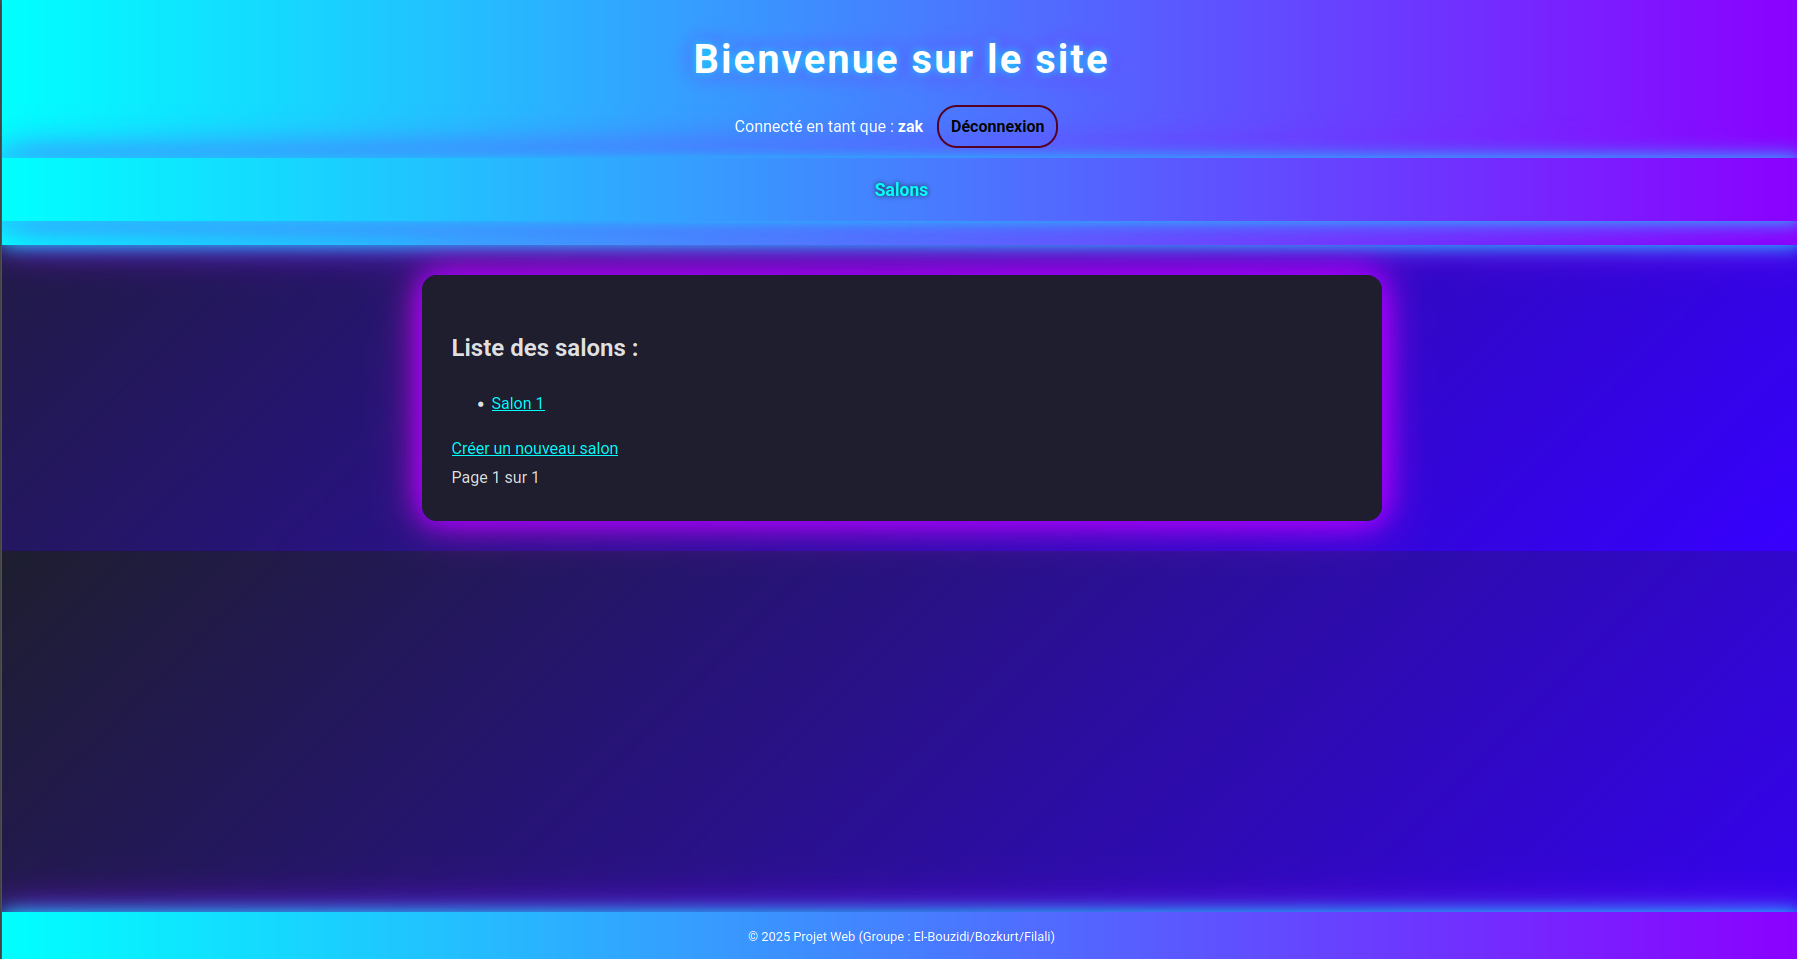 Bienvenue sur le site
Connecté en tant que : zak Déconnexion
Salons
Liste des salons :
• Salon 1
Créer un nouveau salon
Page 1 sur 1
© 2025 Projet Web (Groupe : El-Bouzidi/Bozkurt/Filali)